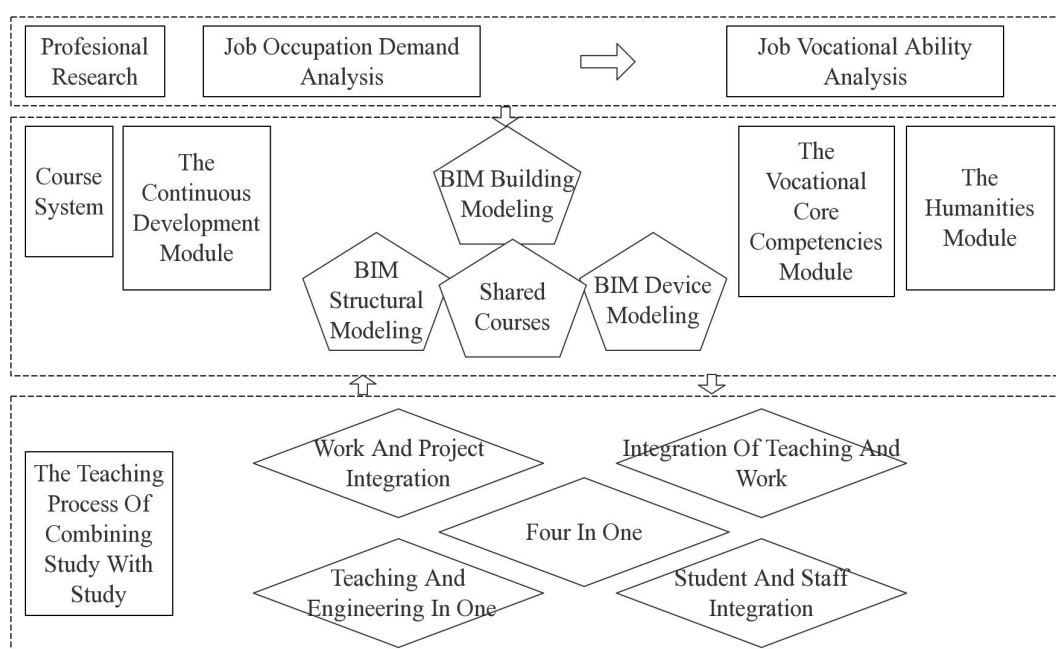 Profesional
Research
Job Occupation Demand
Analysis
Job Vocational Ability
Analysis
Course
System
The
Continuous
Development
Module
BIM Building
Modeling
BIM
Structural
Modeling
Shared
Courses
BIM Device
Modeling
The
Vocational
Core
Competencies
Module
The
Humanities
Module
The Teaching
Process Of
Combining
Study With
Study
Work And Project
Integration
Integration Of Teaching And
Work
Four In One
Teaching And
Engineering In One
Student And Staff
Integration